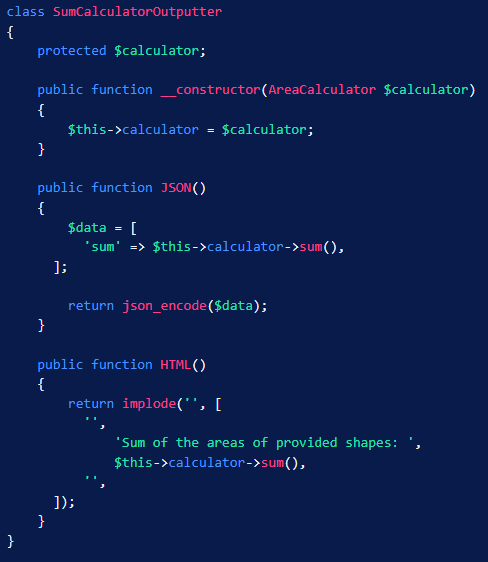 class SumCalculatorOutputter
{
    protected $calculator;

    public function __constructor(AreaCalculator $calculator)
    {
        $this->calculator = $calculator;
    }

    public function JSON()
    {
        $data = [
          'sum' => $this->calculator->sum(),
      ];

        return json_encode($data);
    }

    public function HTML()
    {
        return implode('', [
          '',
              'Sum of the areas of provided shapes: ',
              $this->calculator->sum(),
          '',
      ]);
    }
}